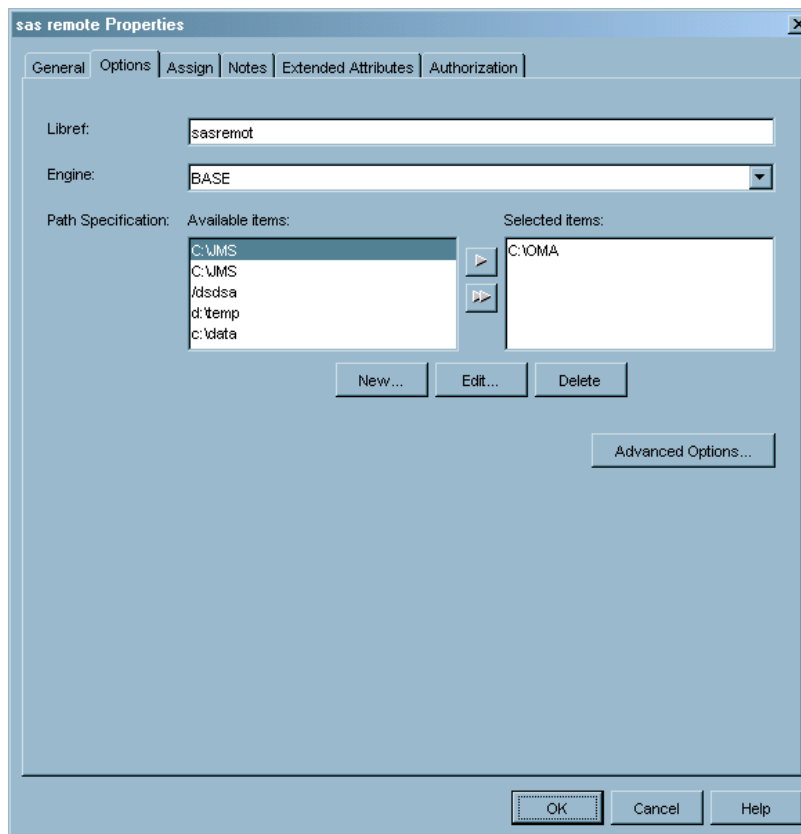 sas remote Properties
General Options Assign Notes Extended Attributes Authorization
Libref: sasremot
Engine: BASE
Path Specification: Available items: Selected items:
C:\JMS C:\OMA
C:\JMS
/dsdsa
d:\temp
c:\data
New... Edit... Delete
Advanced Options...
OK Cancel Help